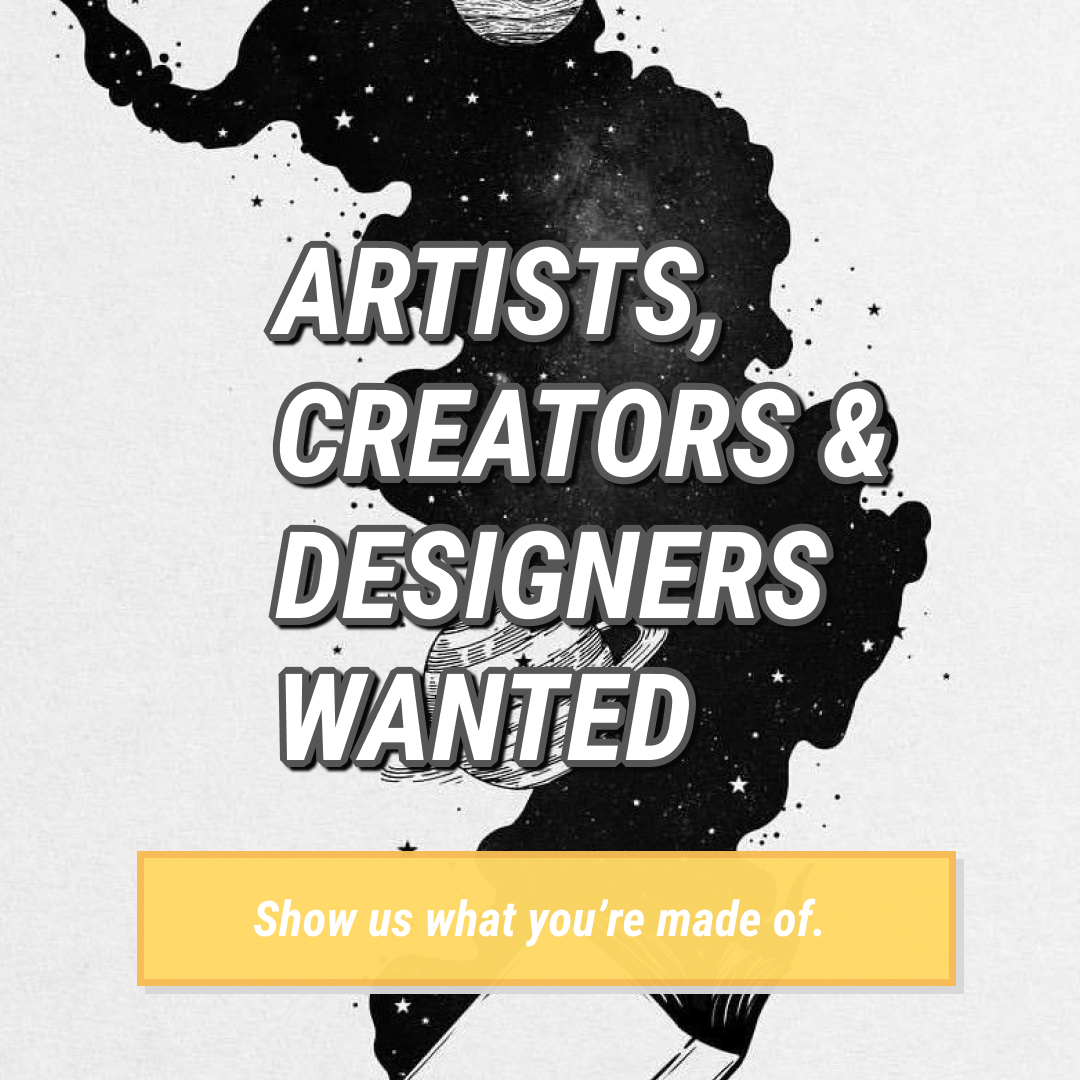 ARTISTS,
CREATORS &
DESIGNERS
WANTED
Show us what you’re made of.